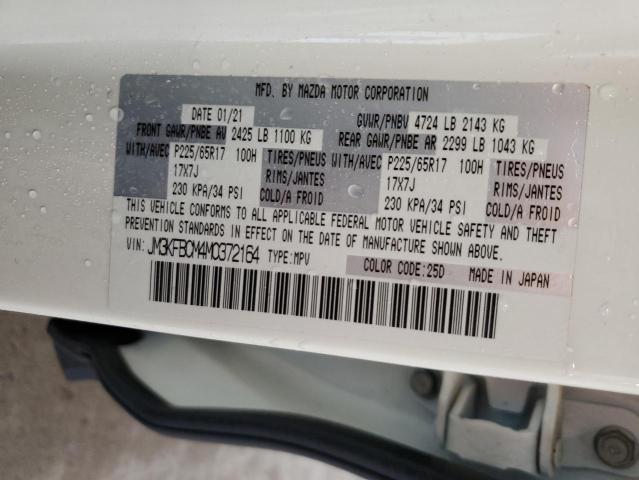 MFD. BY MAZDA MOTOR CORPORATION
DATE 01/21 GVWR/PNBV 4724 LB 2143 KG
FRONT GAWR/PNBE AV 2425 LB 1100 KG REAR GAWR/PNBE AR 2299 LB 1043 KG
WITH/AVEC P225/65R17 100H TIRES/PNEUS WITH/AVEC P225/65R17 100H TIRES/PNEUS
17X7J RIMS/JANTES 17X7J RIMS/JANTES
230 KPA/34 PSI COLD/A FROID 230 KPA/34 PSI COLD/A FROID
THIS VEHICLE CONFORMS TO ALL APPLICABLE FEDERAL MOTOR VEHICLE SAFETY AND THEFT
PREVENTION STANDARDS IN EFFECT ON THE DATE OF MANUFACTURE SHOWN ABOVE.
VIN: JM3KFBCM4M0372164 TYPE:MPV COLOR CODE:25D MADE IN JAPAN